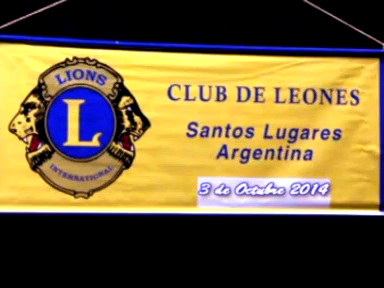 LIONS
L
INTERNATIONAL
CLUB DE LEONES
Santos Lugares
Argentina
3 de Octubre 2014